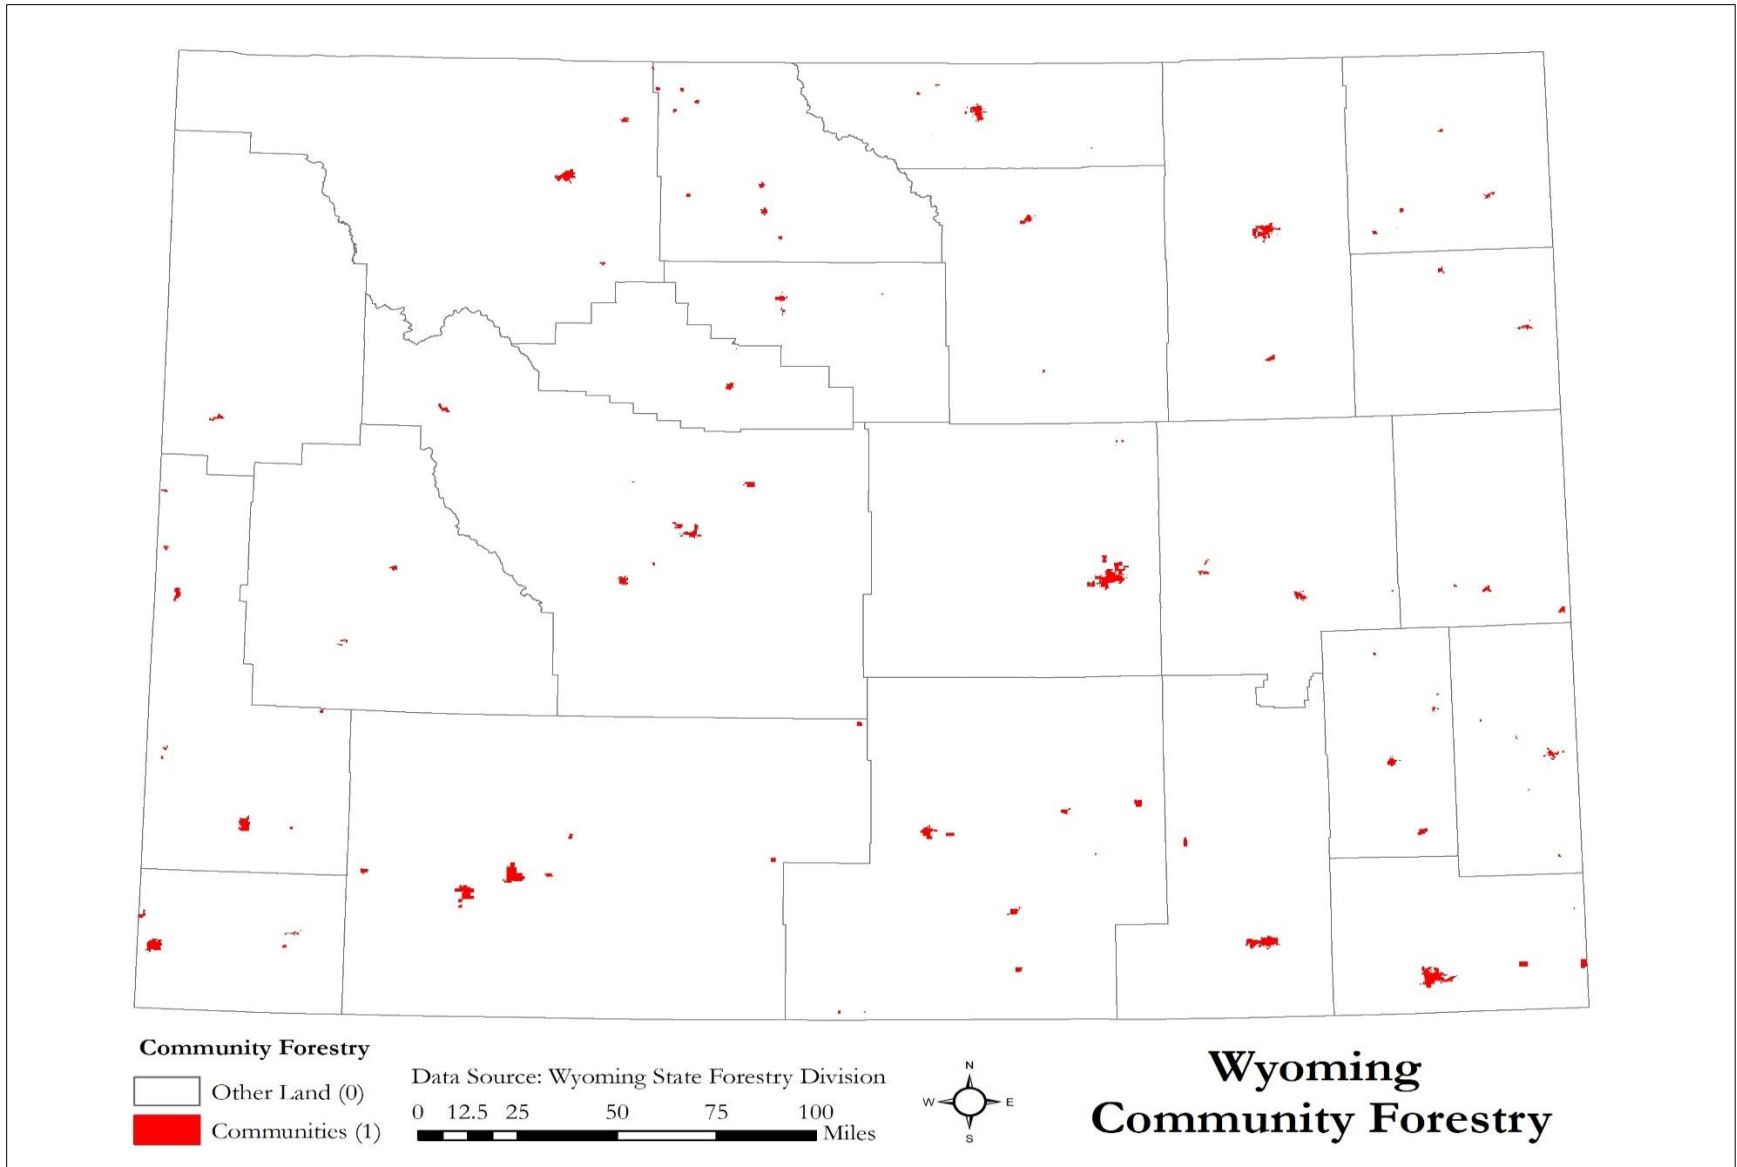 Community Forestry
Other Land (0)
Communities (1)
Data Source: Wyoming State Forestry Division
0 12.5 25 50 75 100
Miles
N
W E
S
Wyoming
Community Forestry